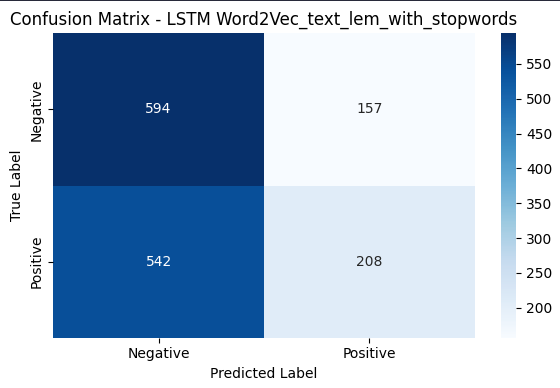 Confusion Matrix - LSTM Word2Vec_text_lem_with_stopwords
True Label
Negative
Positive
594
157
542
208
Negative
Positive
Predicted Label
550
500
450
400
350
300
250
200